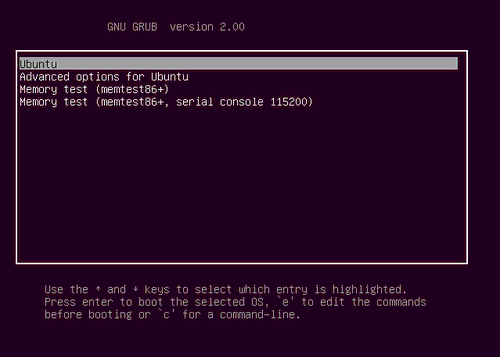 GNU GRUB  version 2.00
Ubuntu
Advanced options for Ubuntu
Memory test (memtest86+)
Memory test (memtest86+, serial console 115200)
Use the ↑ and ↓ keys to select which entry is highlighted.
Press enter to boot the selected OS, `e' to edit the commands
before booting or `c' for a command-line.